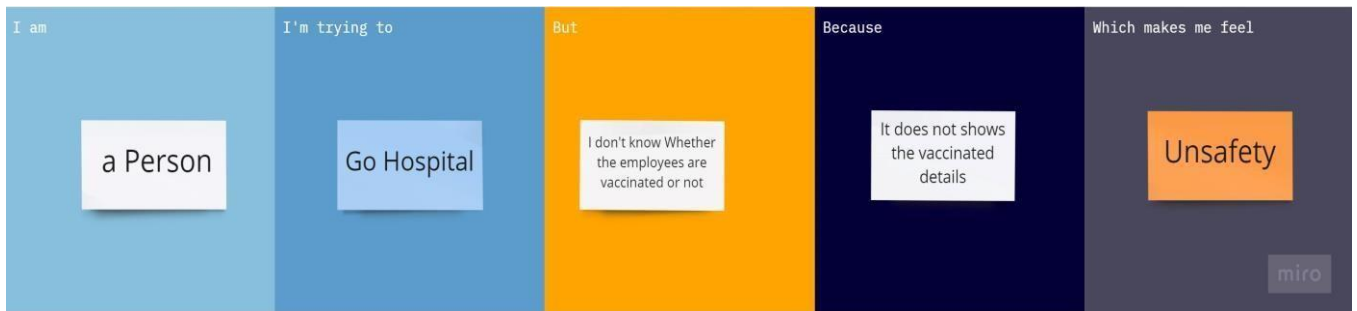 I am
a Person
I'm trying to
Go Hospital
But
I don't know Whether
the employees are
vaccinated or not
Because
It does not shows
the vaccinated
details
Which makes me feel
Unsafety
miro